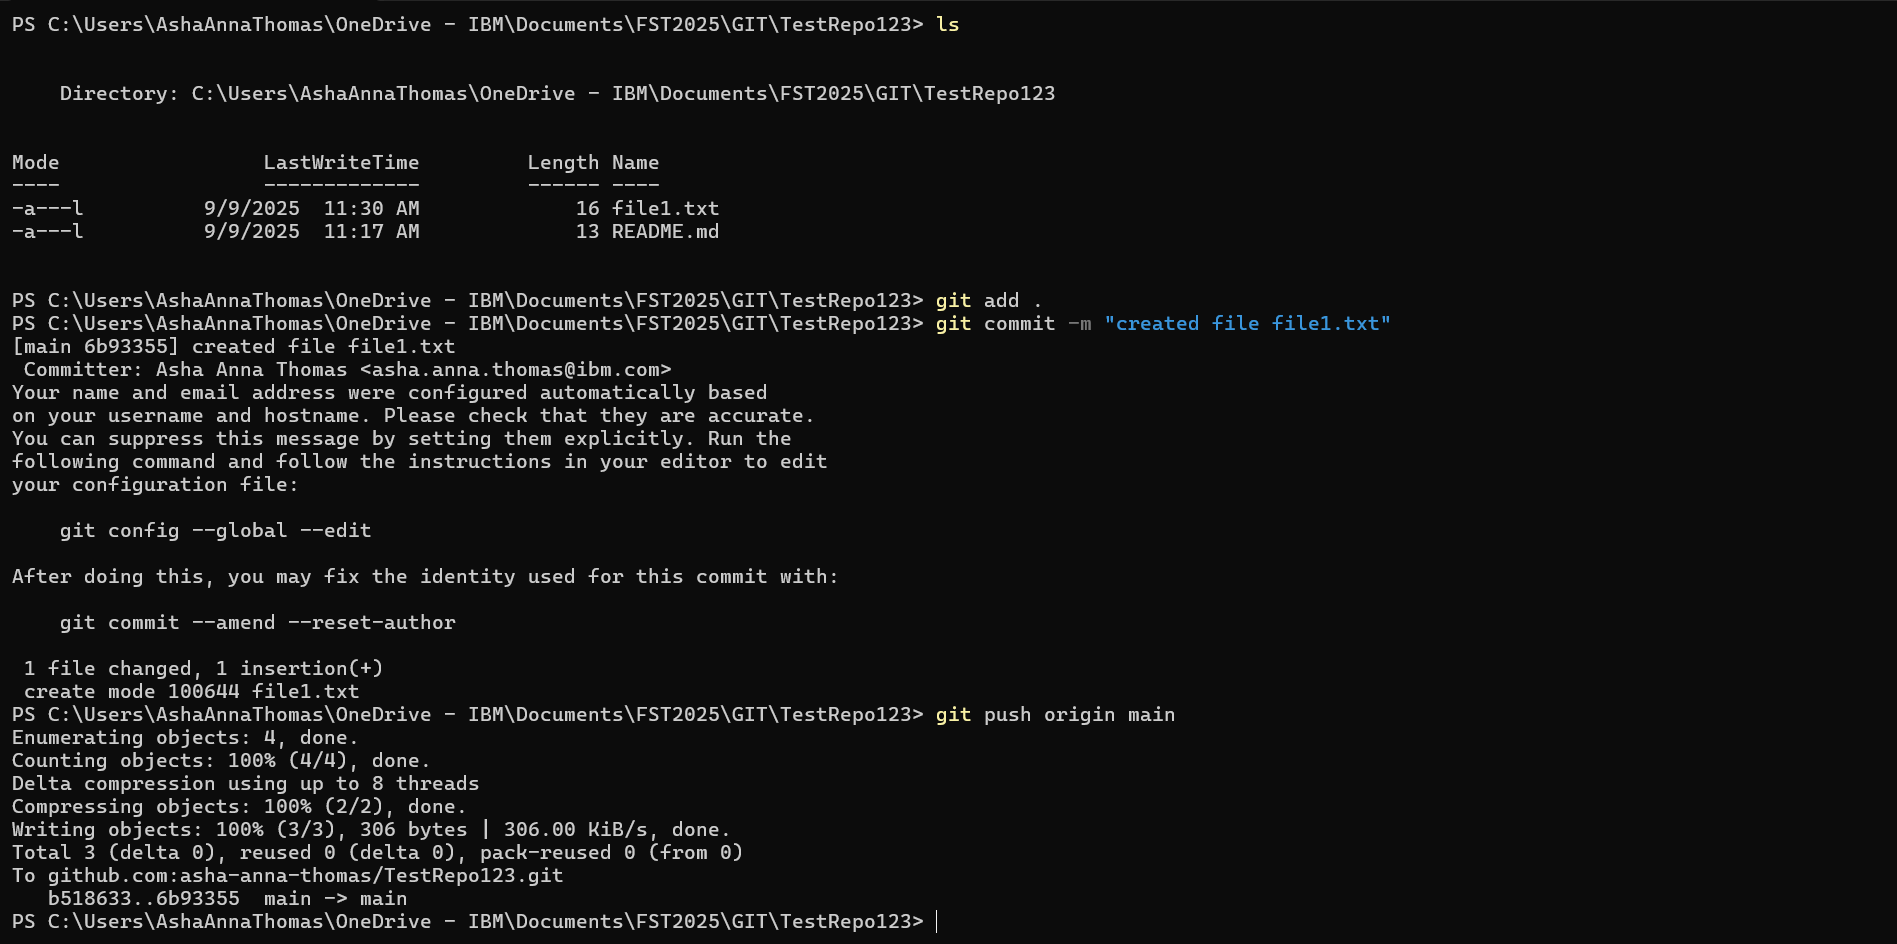 PS C:\Users\AshaAnnaThomas\OneDrive - IBM\Documents\FST2025\GIT\TestRepo123> ls
Directory: C:\Users\AshaAnnaThomas\OneDrive - IBM\Documents\FST2025\GIT\TestRepo123
Mode                 LastWriteTime         Length Name
----                 -------------         ------ ----
-a---l          9/9/2025  11:30 AM             16 file1.txt
-a---l          9/9/2025  11:17 AM             13 README.md
PS C:\Users\AshaAnnaThomas\OneDrive - IBM\Documents\FST2025\GIT\TestRepo123> git add .
PS C:\Users\AshaAnnaThomas\OneDrive - IBM\Documents\FST2025\GIT\TestRepo123> git commit -m "created file file1.txt"
[main 6b93355] created file file1.txt
 Committer: Asha Anna Thomas <asha.anna.thomas@ibm.com>
Your name and email address were configured automatically based
on your username and hostname. Please check that they are accurate.
You can suppress this message by setting them explicitly. Run the
following command and follow the instructions in your editor to edit
your configuration file:
    git config --global --edit
After doing this, you may fix the identity used for this commit with:
    git commit --amend --reset-author
 1 file changed, 1 insertion(+)
 create mode 100644 file1.txt
PS C:\Users\AshaAnnaThomas\OneDrive - IBM\Documents\FST2025\GIT\TestRepo123> git push origin main
Enumerating objects: 4, done.
Counting objects: 100% (4/4), done.
Delta compression using up to 8 threads
Compressing objects: 100% (2/2), done.
Writing objects: 100% (3/3), 306 bytes | 306.00 KiB/s, done.
Total 3 (delta 0), reused 0 (delta 0), pack-reused 0 (from 0)
To github.com:asha-anna-thomas/TestRepo123.git
   b518633..6b93355  main -> main
PS C:\Users\AshaAnnaThomas\OneDrive - IBM\Documents\FST2025\GIT\TestRepo123>